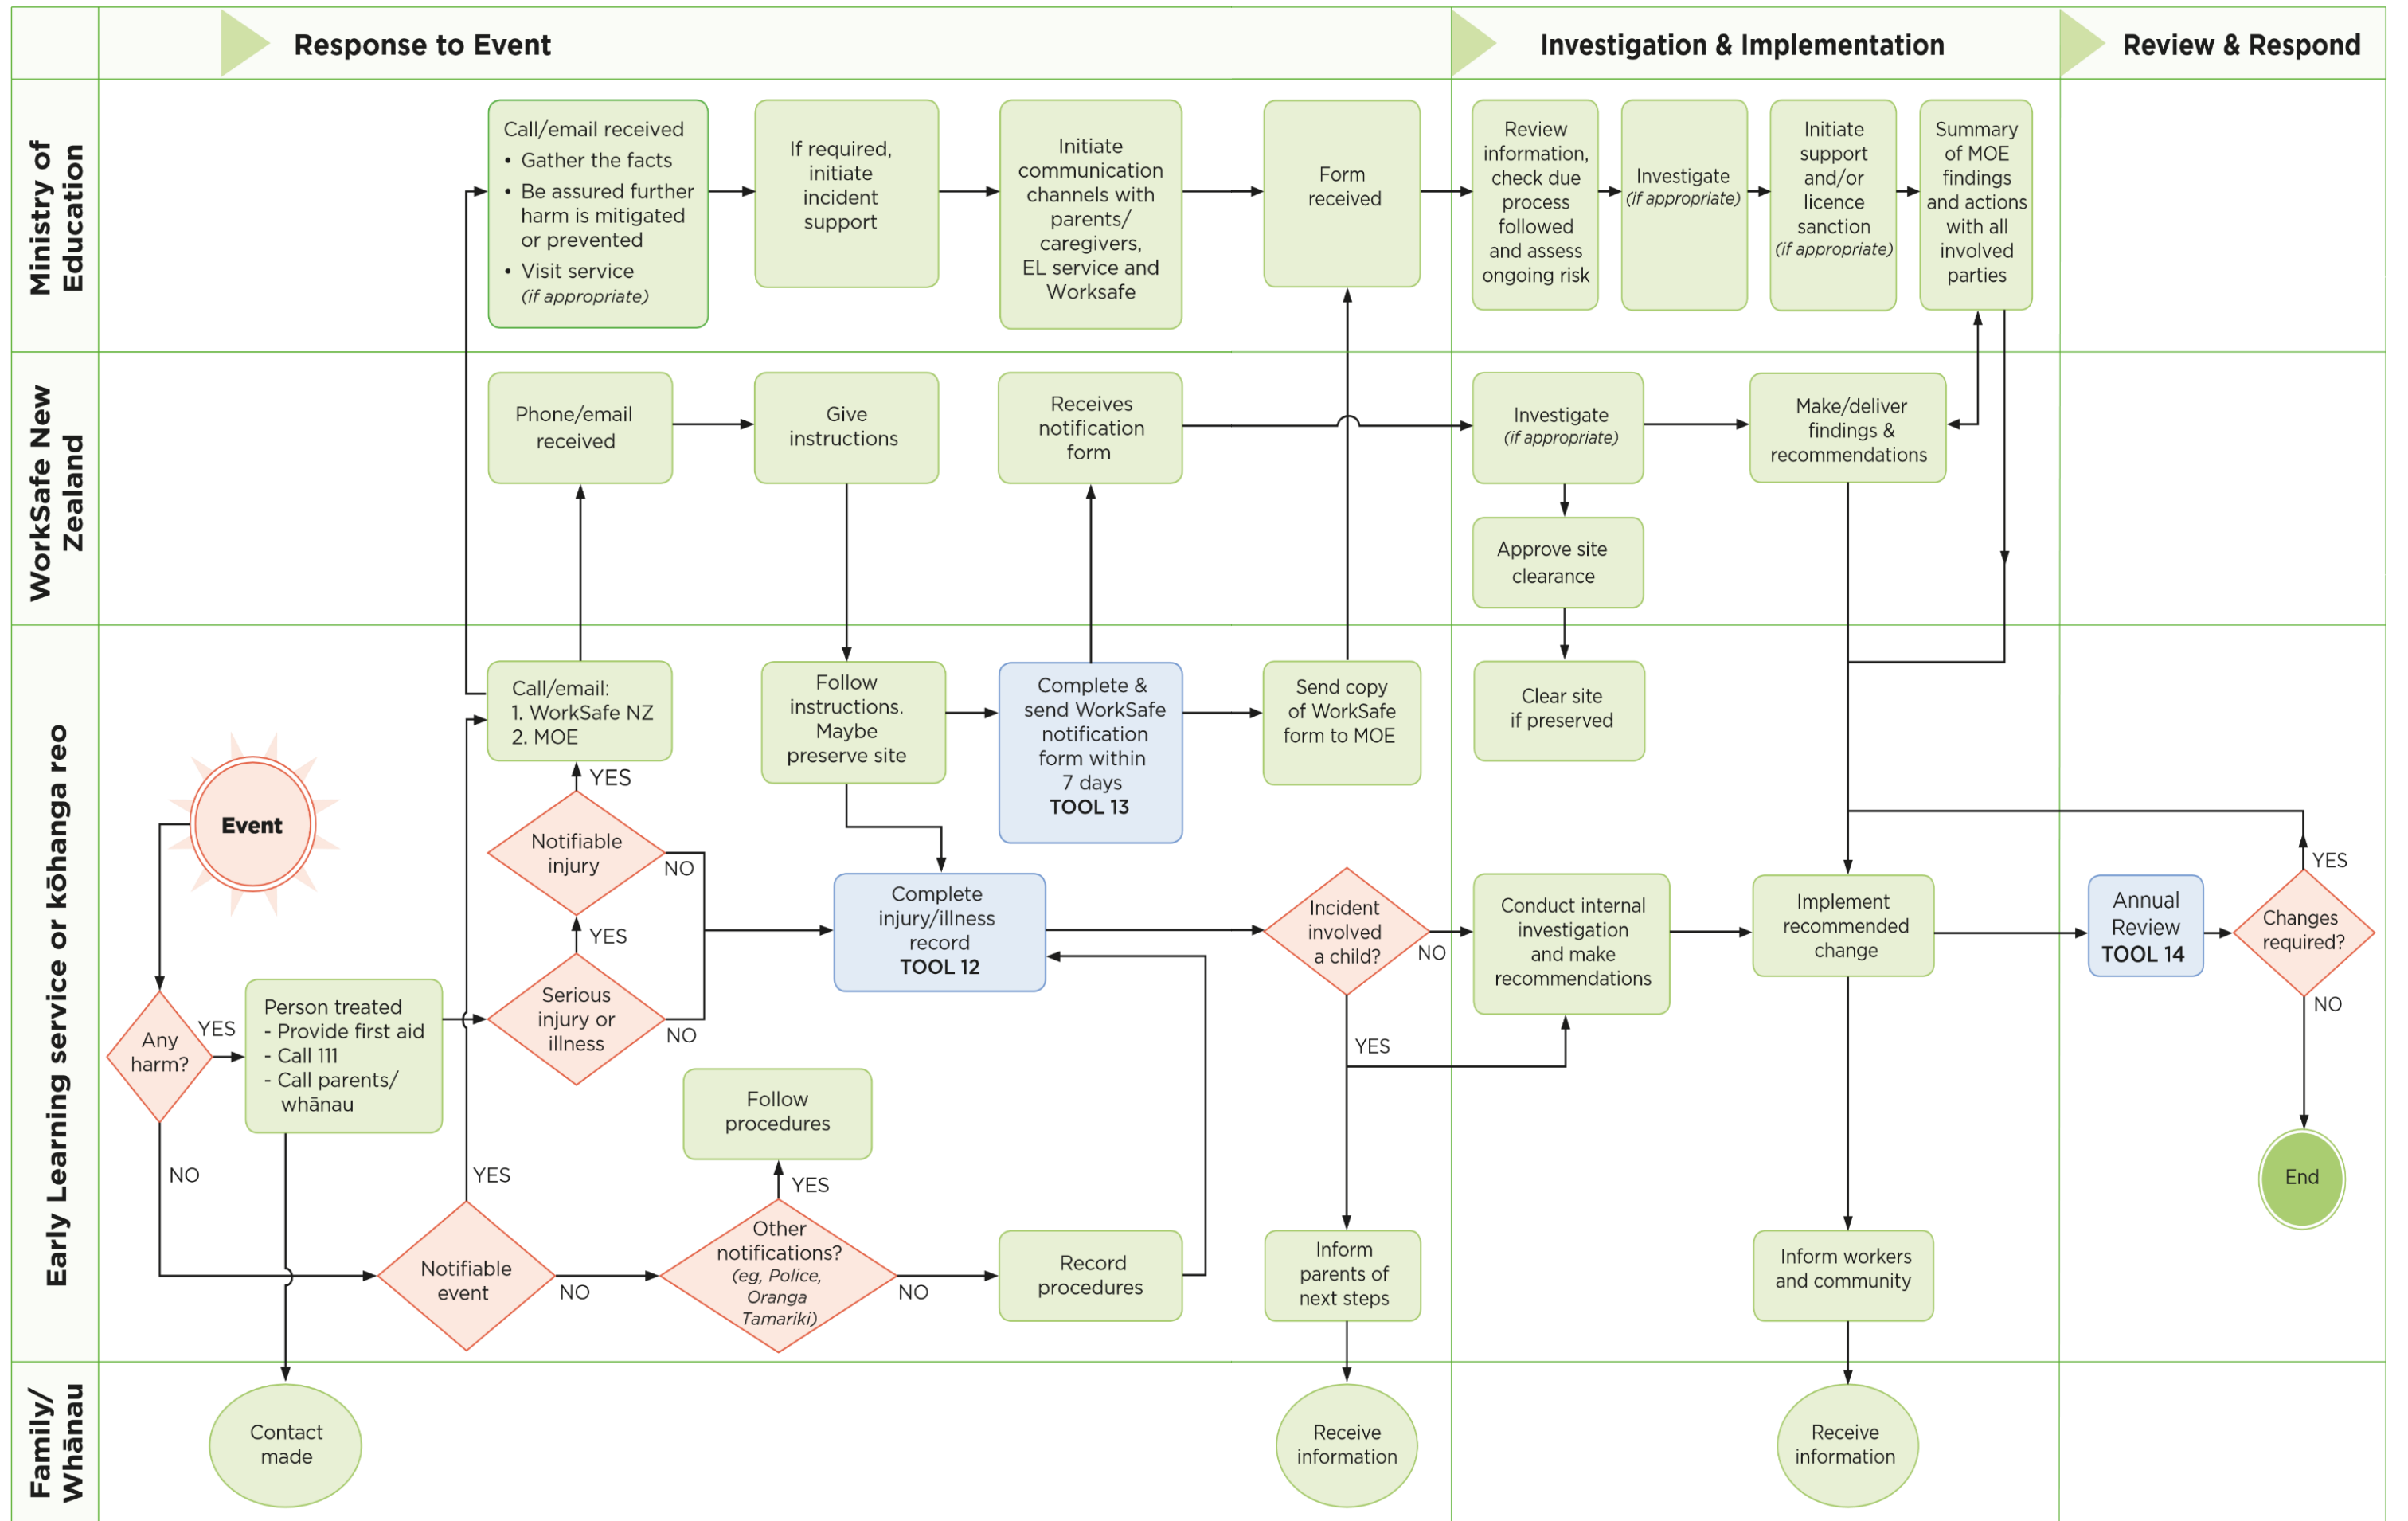 Response to Event
Investigation & Implementation
Review & Respond
Ministry of
Education
Call/email received
• Gather the facts
• Be assured further
harm is mitigated
or prevented
• Visit service
(if appropriate)
If required,
initiate
incident
support
Initiate
communication
channels with
parents/
caregivers,
EL service and
Worksafe
Form
received
Review
information,
check due
process
followed
and assess
ongoing risk
Investigate
(if appropriate)
Initiate
support
and/or
licence
sanction
(if appropriate)
Summary
of MOE
findings
and actions
with all
involved
parties
WorkSafe New
Zealand
Phone/email
received
Give
instructions
Receives
notification
form
Investigate
(if appropriate)
Make/deliver
findings &
recommendations
Approve site
clearance
Early Learning service or kōhanga reo
Call/email:
1. WorkSafe NZ
2. MOE
Follow
instructions.
Maybe
preserve site
Complete &
send WorkSafe
notification
form within
7 days
TOOL 13
Send copy
of WorkSafe
form to MOE
Clear site
if preserved
Event
YES
Notifiable
injury
NO
YES
Complete
injury/illness
record
TOOL 12
Incident
involved
a child?
NO
YES
Conduct internal
investigation
and make
recommendations
Implement
recommended
change
Annual
Review
TOOL 14
Changes
required?
YES
NO
Any
harm?
YES
NO
Person treated
- Provide first aid
- Call 111
- Call parents/
whānau
Serious
injury or
illness
NO
Follow
procedures
YES
YES
Notifiable
event
NO
Other
notifications?
(eg, Police,
Oranga
Tamariki)
NO
Record
procedures
Inform
parents of
next steps
Inform workers
and community
End
Family/
Whānau
Contact
made
Receive
information
Receive
information